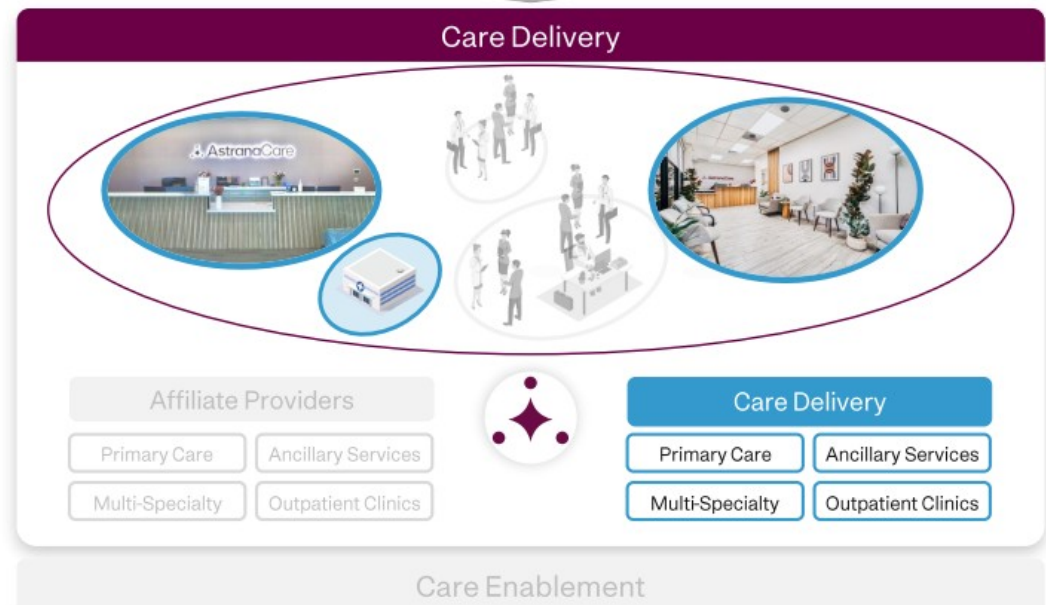 Care Delivery
AstranaCare
AstranaCare
Affiliate Providers
Primary Care
Ancillary Services
Multi-Specialty
Outpatient Clinics
Care Delivery
Primary Care
Ancillary Services
Multi-Specialty
Outpatient Clinics
Care Enablement